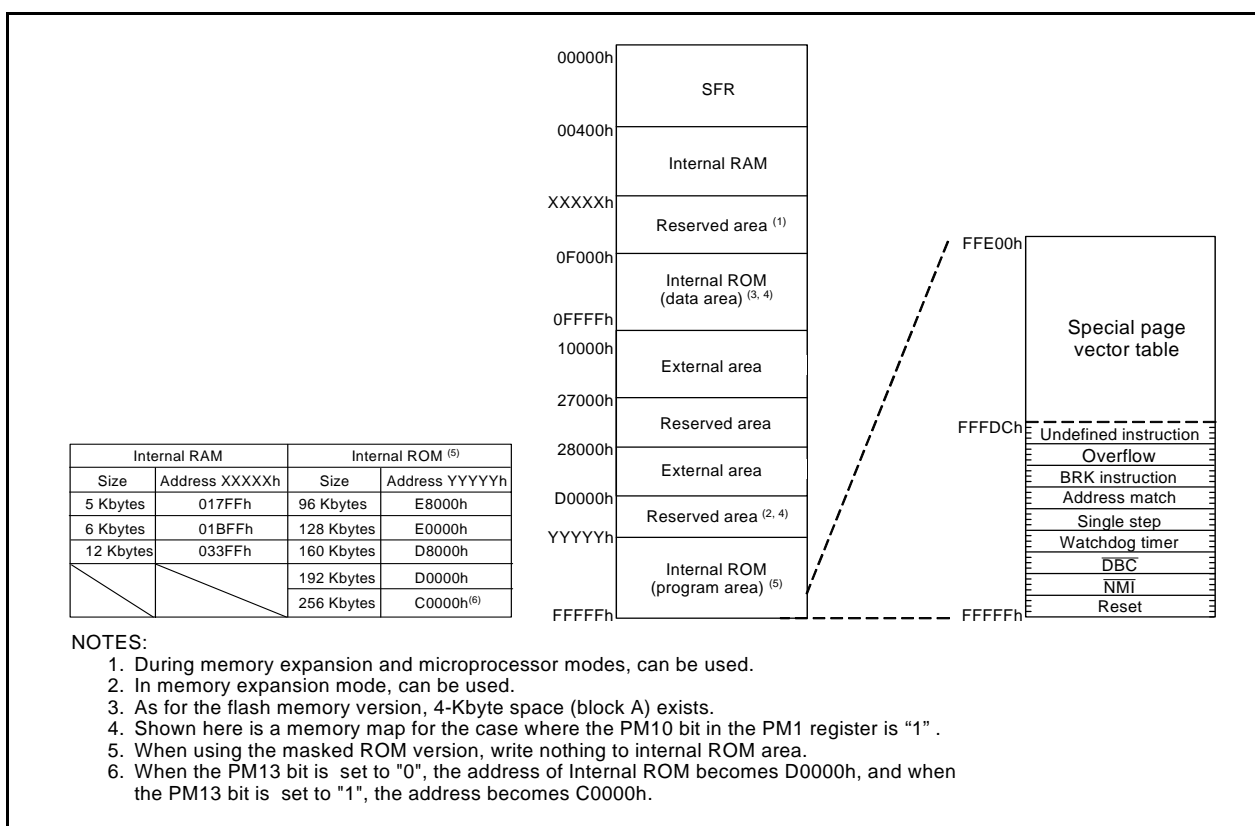 00000h
SFR
00400h
Internal RAM
XXXXXh
Reserved area (1)
0F000h
Internal ROM
(data area) (3, 4)
0FFFFh
10000h
External area
27000h
Reserved area
28000h
External area
D0000h
Reserved area (2, 4)
YYYYYh
Internal ROM
(program area) (5)
FFFFFh
FFE00h
Special page
vector table
FFFDCh
Undefined instruction
Overflow
BRK instruction
Address match
Single step
Watchdog timer
DBC
NMI
Reset
FFFFFh
Internal RAM Internal ROM (5)
Size Address XXXXXh Size Address YYYYYh
5 Kbytes 017FFh 96 Kbytes E8000h
6 Kbytes 01BFFh 128 Kbytes E0000h
12 Kbytes 033FFh 160 Kbytes D8000h
192 Kbytes D0000h
256 Kbytes C0000h(6)
NOTES:
1. During memory expansion and microprocessor modes, can be used.
2. In memory expansion mode, can be used.
3. As for the flash memory version, 4-Kbyte space (block A) exists.
4. Shown here is a memory map for the case where the PM10 bit in the PM1 register is “1” .
5. When using the masked ROM version, write nothing to internal ROM area.
6. When the PM13 bit is set to "0", the address of Internal ROM becomes D0000h, and when
the PM13 bit is set to "1", the address becomes C0000h.